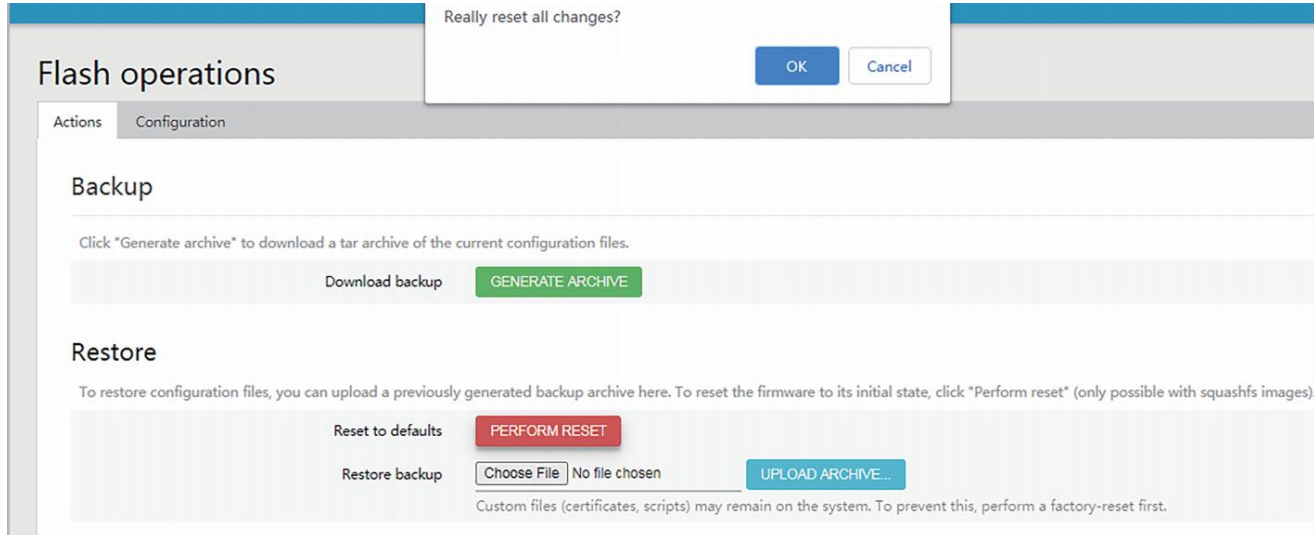 Really reset all changes?
OK
Cancel
Flash operations
Actions
Configuration
Backup
Click "Generate archive" to download a tar archive of the current configuration files.
Download backup
GENERATE ARCHIVE
Restore
To restore configuration files, you can upload a previously generated backup archive here. To reset the firmware to its initial state, click "Perform reset" (only possible with squashfs images).
Reset to defaults
PERFORM RESET
Restore backup
Choose File No file chosen
UPLOAD ARCHIVE...
Custom files (certificates, scripts) may remain on the system. To prevent this, perform a factory-reset first.